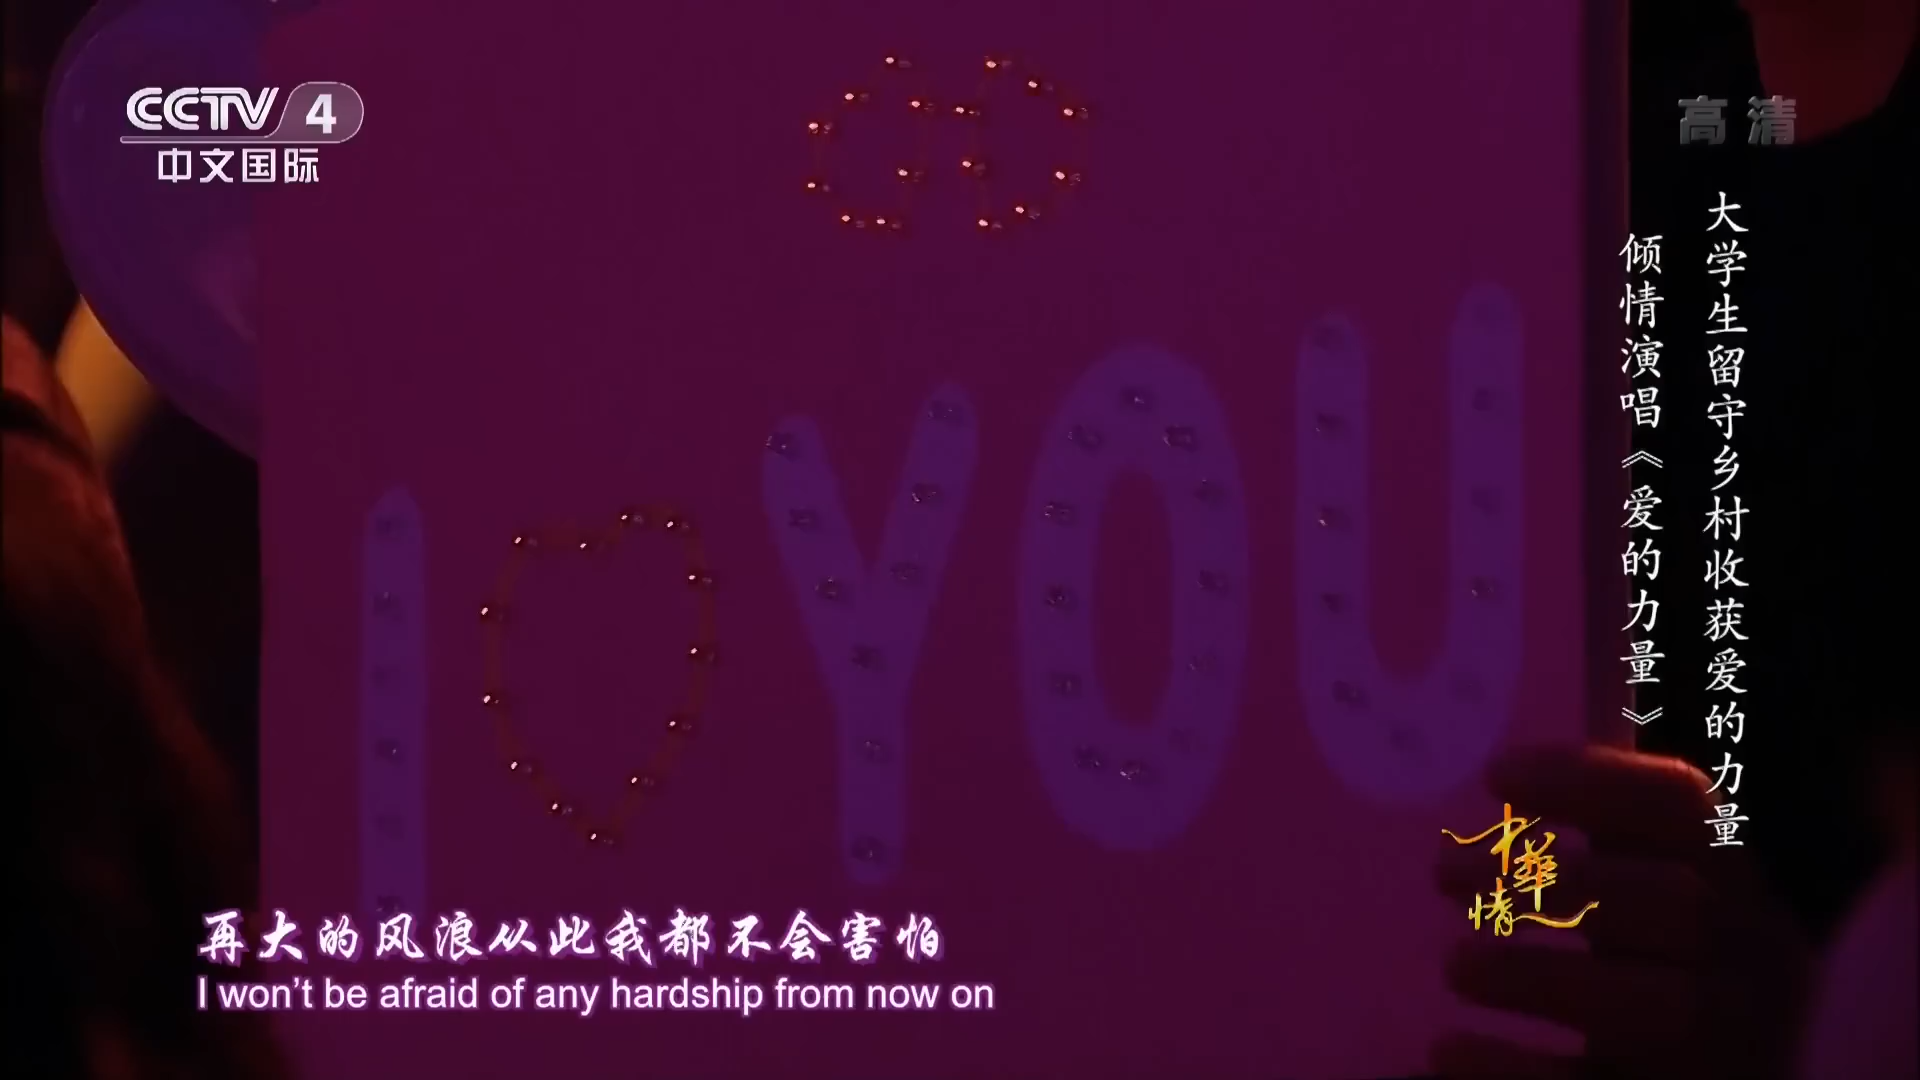 CCTV 4
中文国际
高清
大学生留守乡村收获爱的力量
倾情演唱《爱的力量》
I YOU
中華情
再大的风浪从此我都不会害怕
I won't be afraid of any hardship from now on